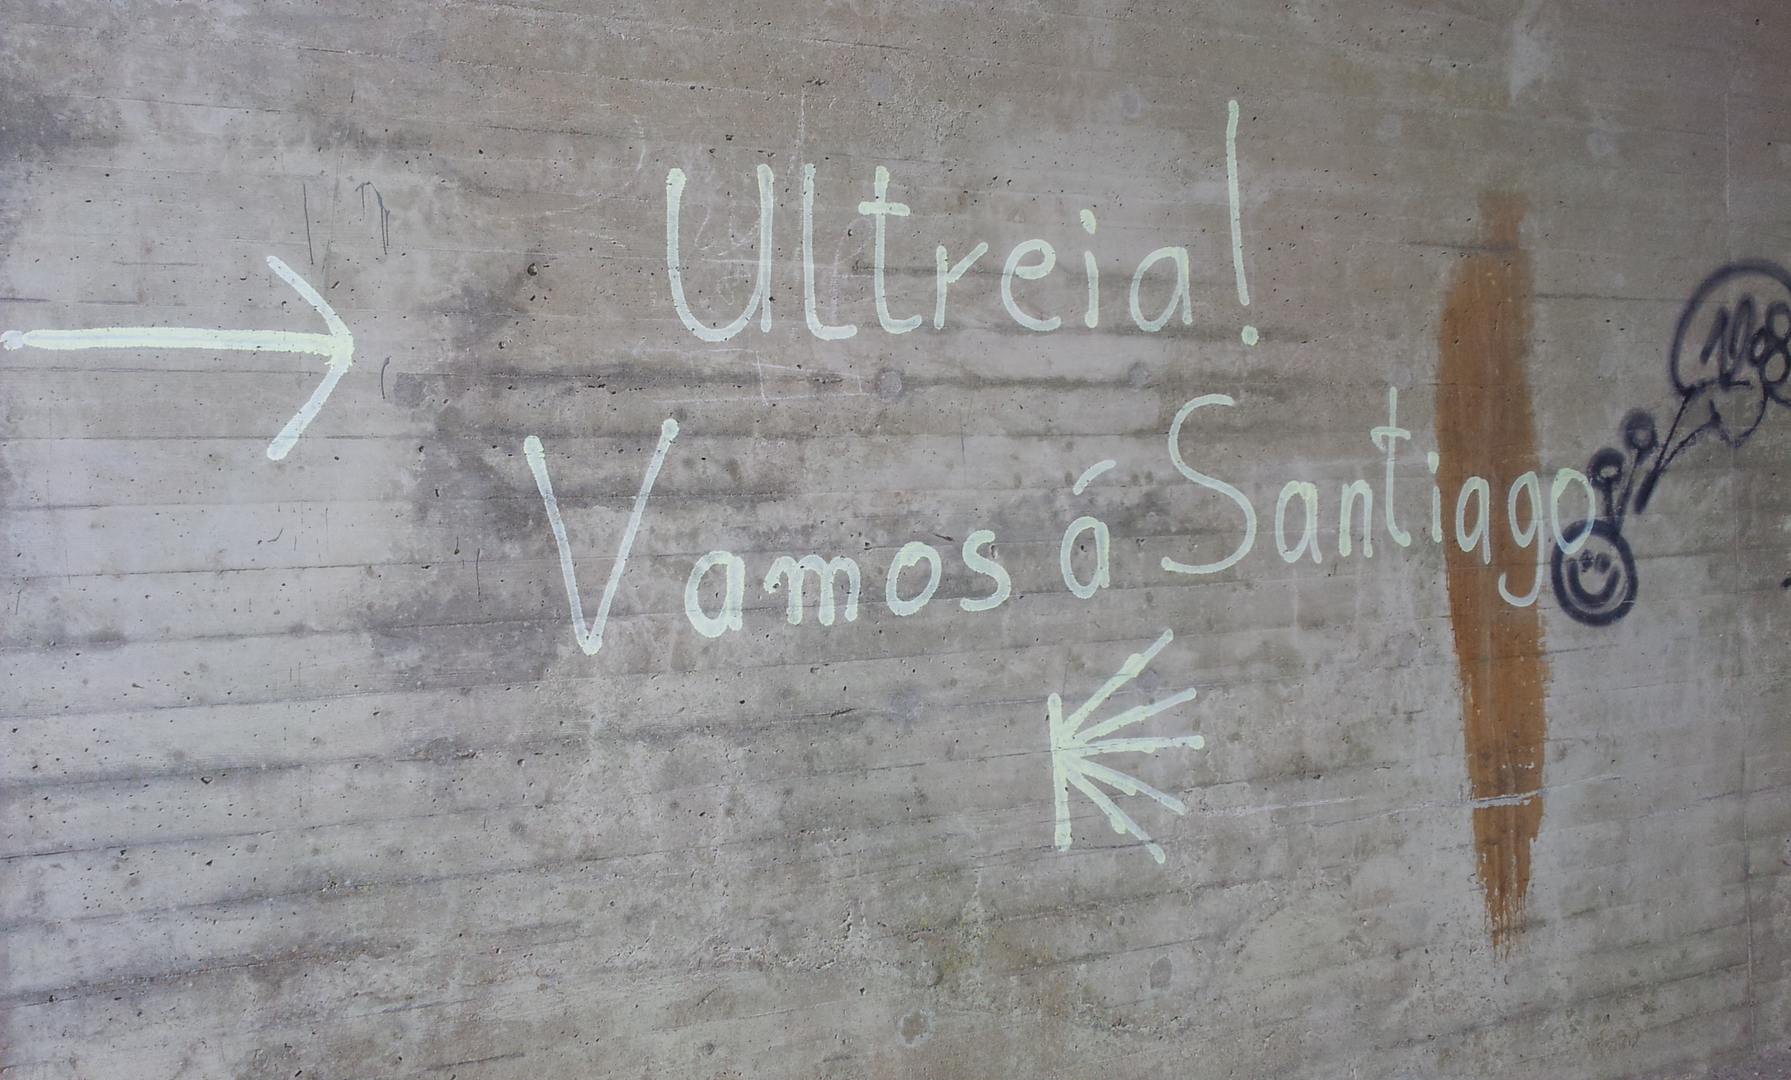 Ultreia!
Vamos á Santiago